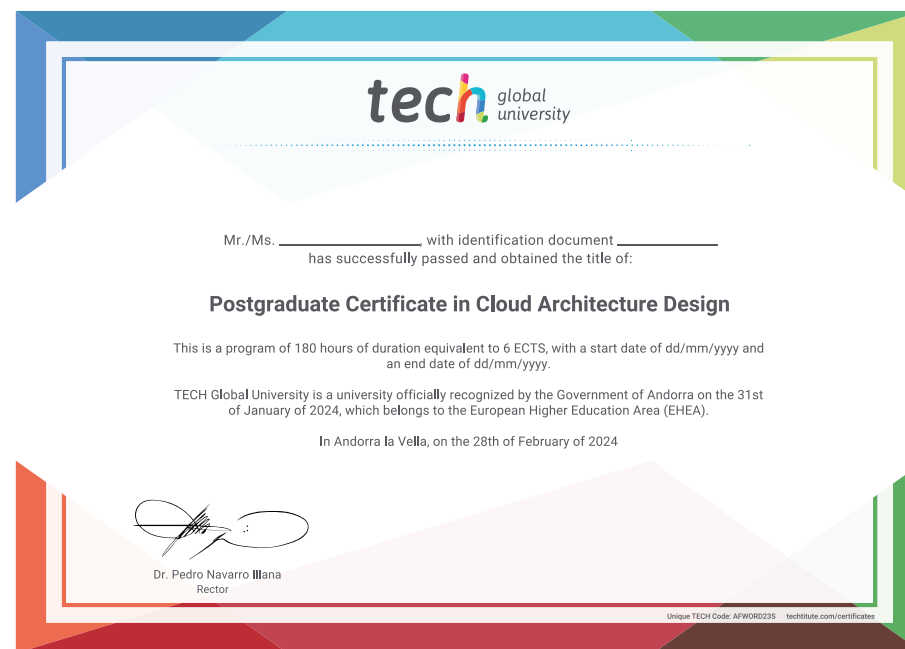 tech global
university
Mr./Ms. ____________, with identification document ____________
has successfully passed and obtained the title of:
Postgraduate Certificate in Cloud Architecture Design
This is a program of 180 hours of duration equivalent to 6 ECTS, with a start date of dd/mm/yyyy and
an end date of dd/mm/yyyy.
TECH Global University is a university officially recognized by the Government of Andorra on the 31st
of January of 2024, which belongs to the European Higher Education Area (EHEA).
In Andorra la Vella, on the 28th of February of 2024
Dr. Pedro Navarro Illana
Rector
Unique TECH Code: AFWORD23S techtitute.com/certificates